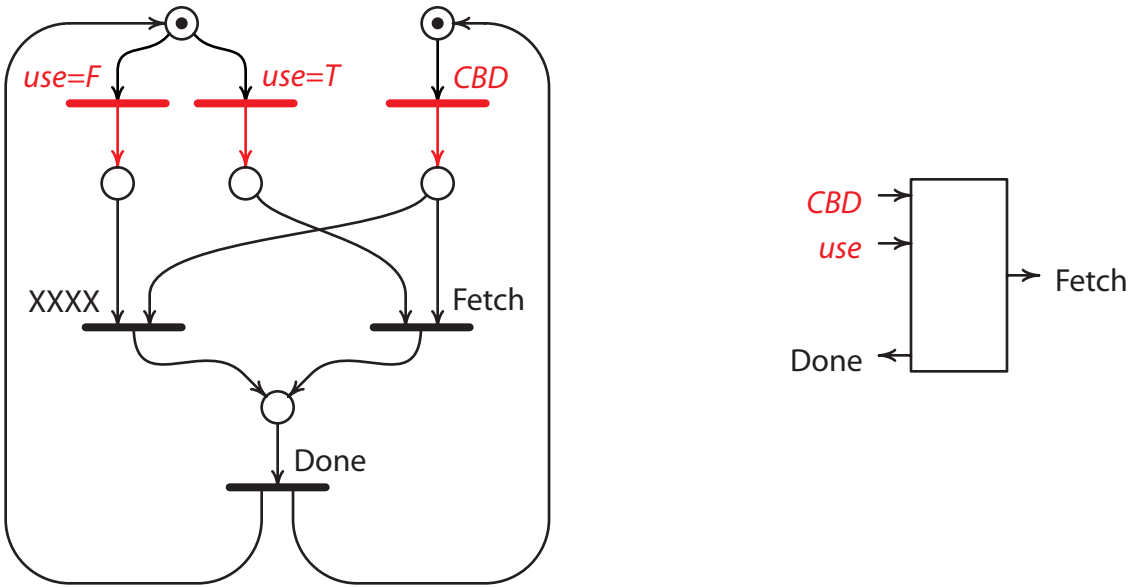 use=F
use=T
CBD
XXXX
Fetch
Done
CBD
use
Fetch
Done